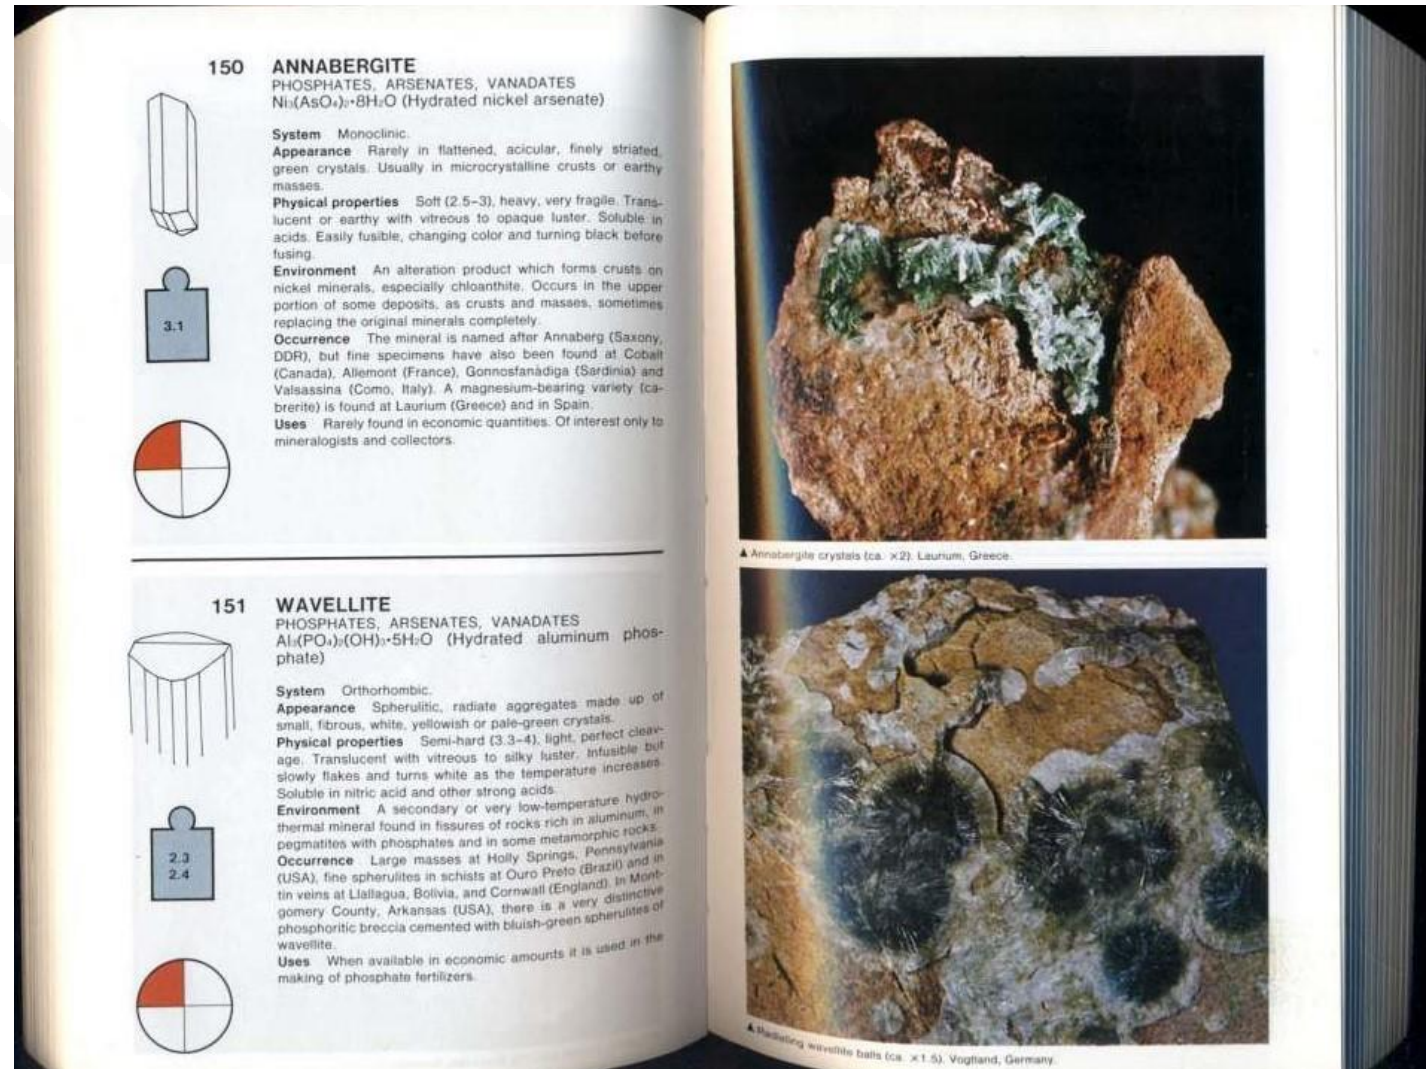 150 ANNABERGITE
PHOSPHATES, ARSENATES, VANADATES
Ni₃(AsO₄)₂•8H₂O (Hydrated nickel arsenate)
System Monoclinic.
Appearance Rarely in flattened, acicular, finely striated,
green crystals. Usually in microcrystalline crusts or earthy
masses.
Physical properties Soft (2.5–3), heavy, very fragile. Trans-
lucent or earthy with vitreous to opaque luster. Soluble in
acids. Easily fusible, changing color and turning black before
fusing.
Environment An alteration product which forms crusts on
nickel minerals, especially chloanthite. Occurs in the upper
portion of some deposits, as crusts and masses, sometimes
replacing the original minerals completely.
Occurrence The mineral is named after Annaberg (Saxony,
DDR), but fine specimens have also been found at Cobalt
(Canada), Allemont (France), Gonnosfanàdiga (Sardinia) and
Valsassina (Como, Italy). A magnesium-bearing variety (ca-
brerite) is found at Laurium (Greece) and in Spain.
Uses Rarely found in economic quantities. Of interest only to
mineralogists and collectors.
3.1
151 WAVELLITE
PHOSPHATES, ARSENATES, VANADATES
Al₃(PO₄)₂(OH)₃•5H₂O (Hydrated aluminum phos-
phate)
System Orthorhombic.
Appearance Spherulitic, radiate aggregates made up of
small, fibrous, white, yellowish or pale-green crystals.
Physical properties Semi-hard (3.3–4), light, perfect cleav-
age. Translucent with vitreous to silky luster. Infusible but
slowly flakes and turns white as the temperature increases.
Soluble in nitric acid and other strong acids.
Environment A secondary or very low-temperature hydro-
thermal mineral found in fissures of rocks rich in aluminum, in
pegmatites with phosphates and in some metamorphic rocks.
Occurrence Large masses at Holly Springs, Pennsylvania
(USA), fine spherulites in schists at Ouro Preto (Brazil) and in
tin veins at Llallagua, Bolivia, and Cornwall (England). In Mont-
gomery County, Arkansas (USA), there is a very distinctive
phosphoritic breccia cemented with bluish-green spherulites of
wavellite.
Uses When available in economic amounts it is used in the
making of phosphate fertilizers.
2.3
2.4
▲ Annabergite crystals (ca. ×2). Laurium, Greece.
▲ Radiating wavellite balls (ca. ×1.5). Vogtland, Germany.